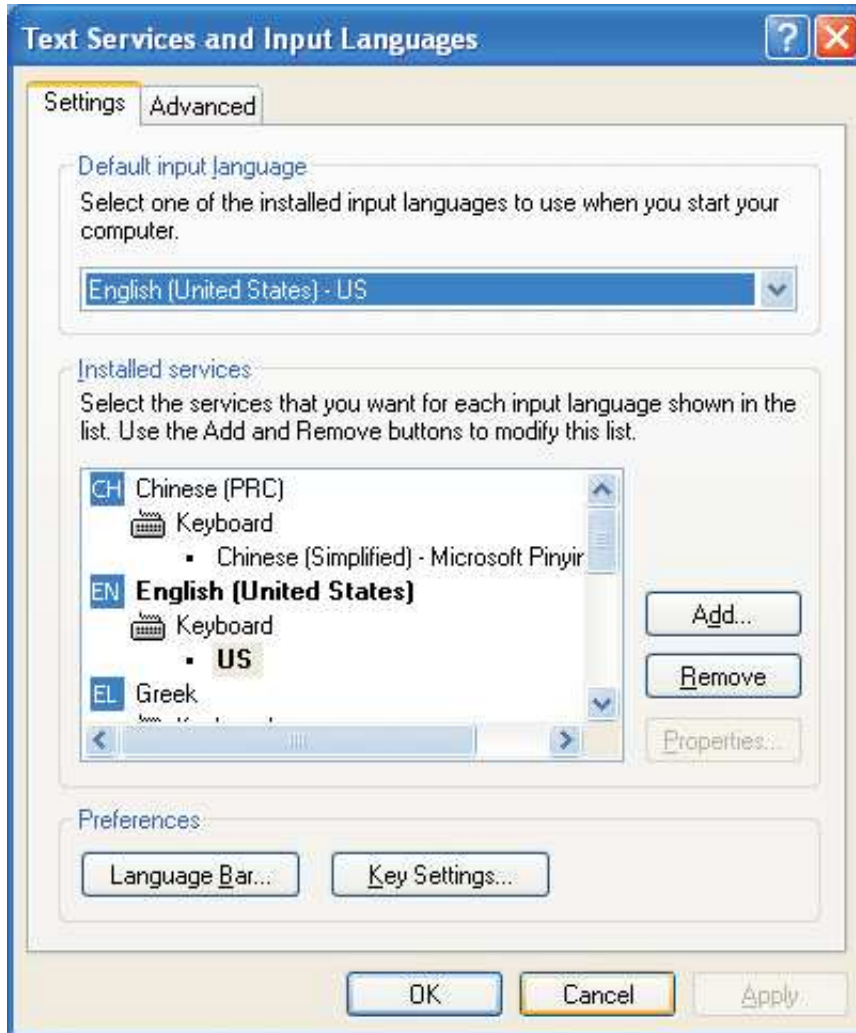 Text Services and Input Languages
Settings
Advanced
Default input language
Select one of the installed input languages to use when you start your
computer.
English (United States) - US
Installed services
Select the services that you want for each input language shown in the
list. Use the Add and Remove buttons to modify this list.
CH Chinese (PRC)
Keyboard
Chinese (Simplified) - Microsoft Pinyin
EN English (United States)
Keyboard
US
EL Greek
Add...
Remove
Properties...
Preferences
Language Bar...
Key Settings...
OK
Cancel
Apply